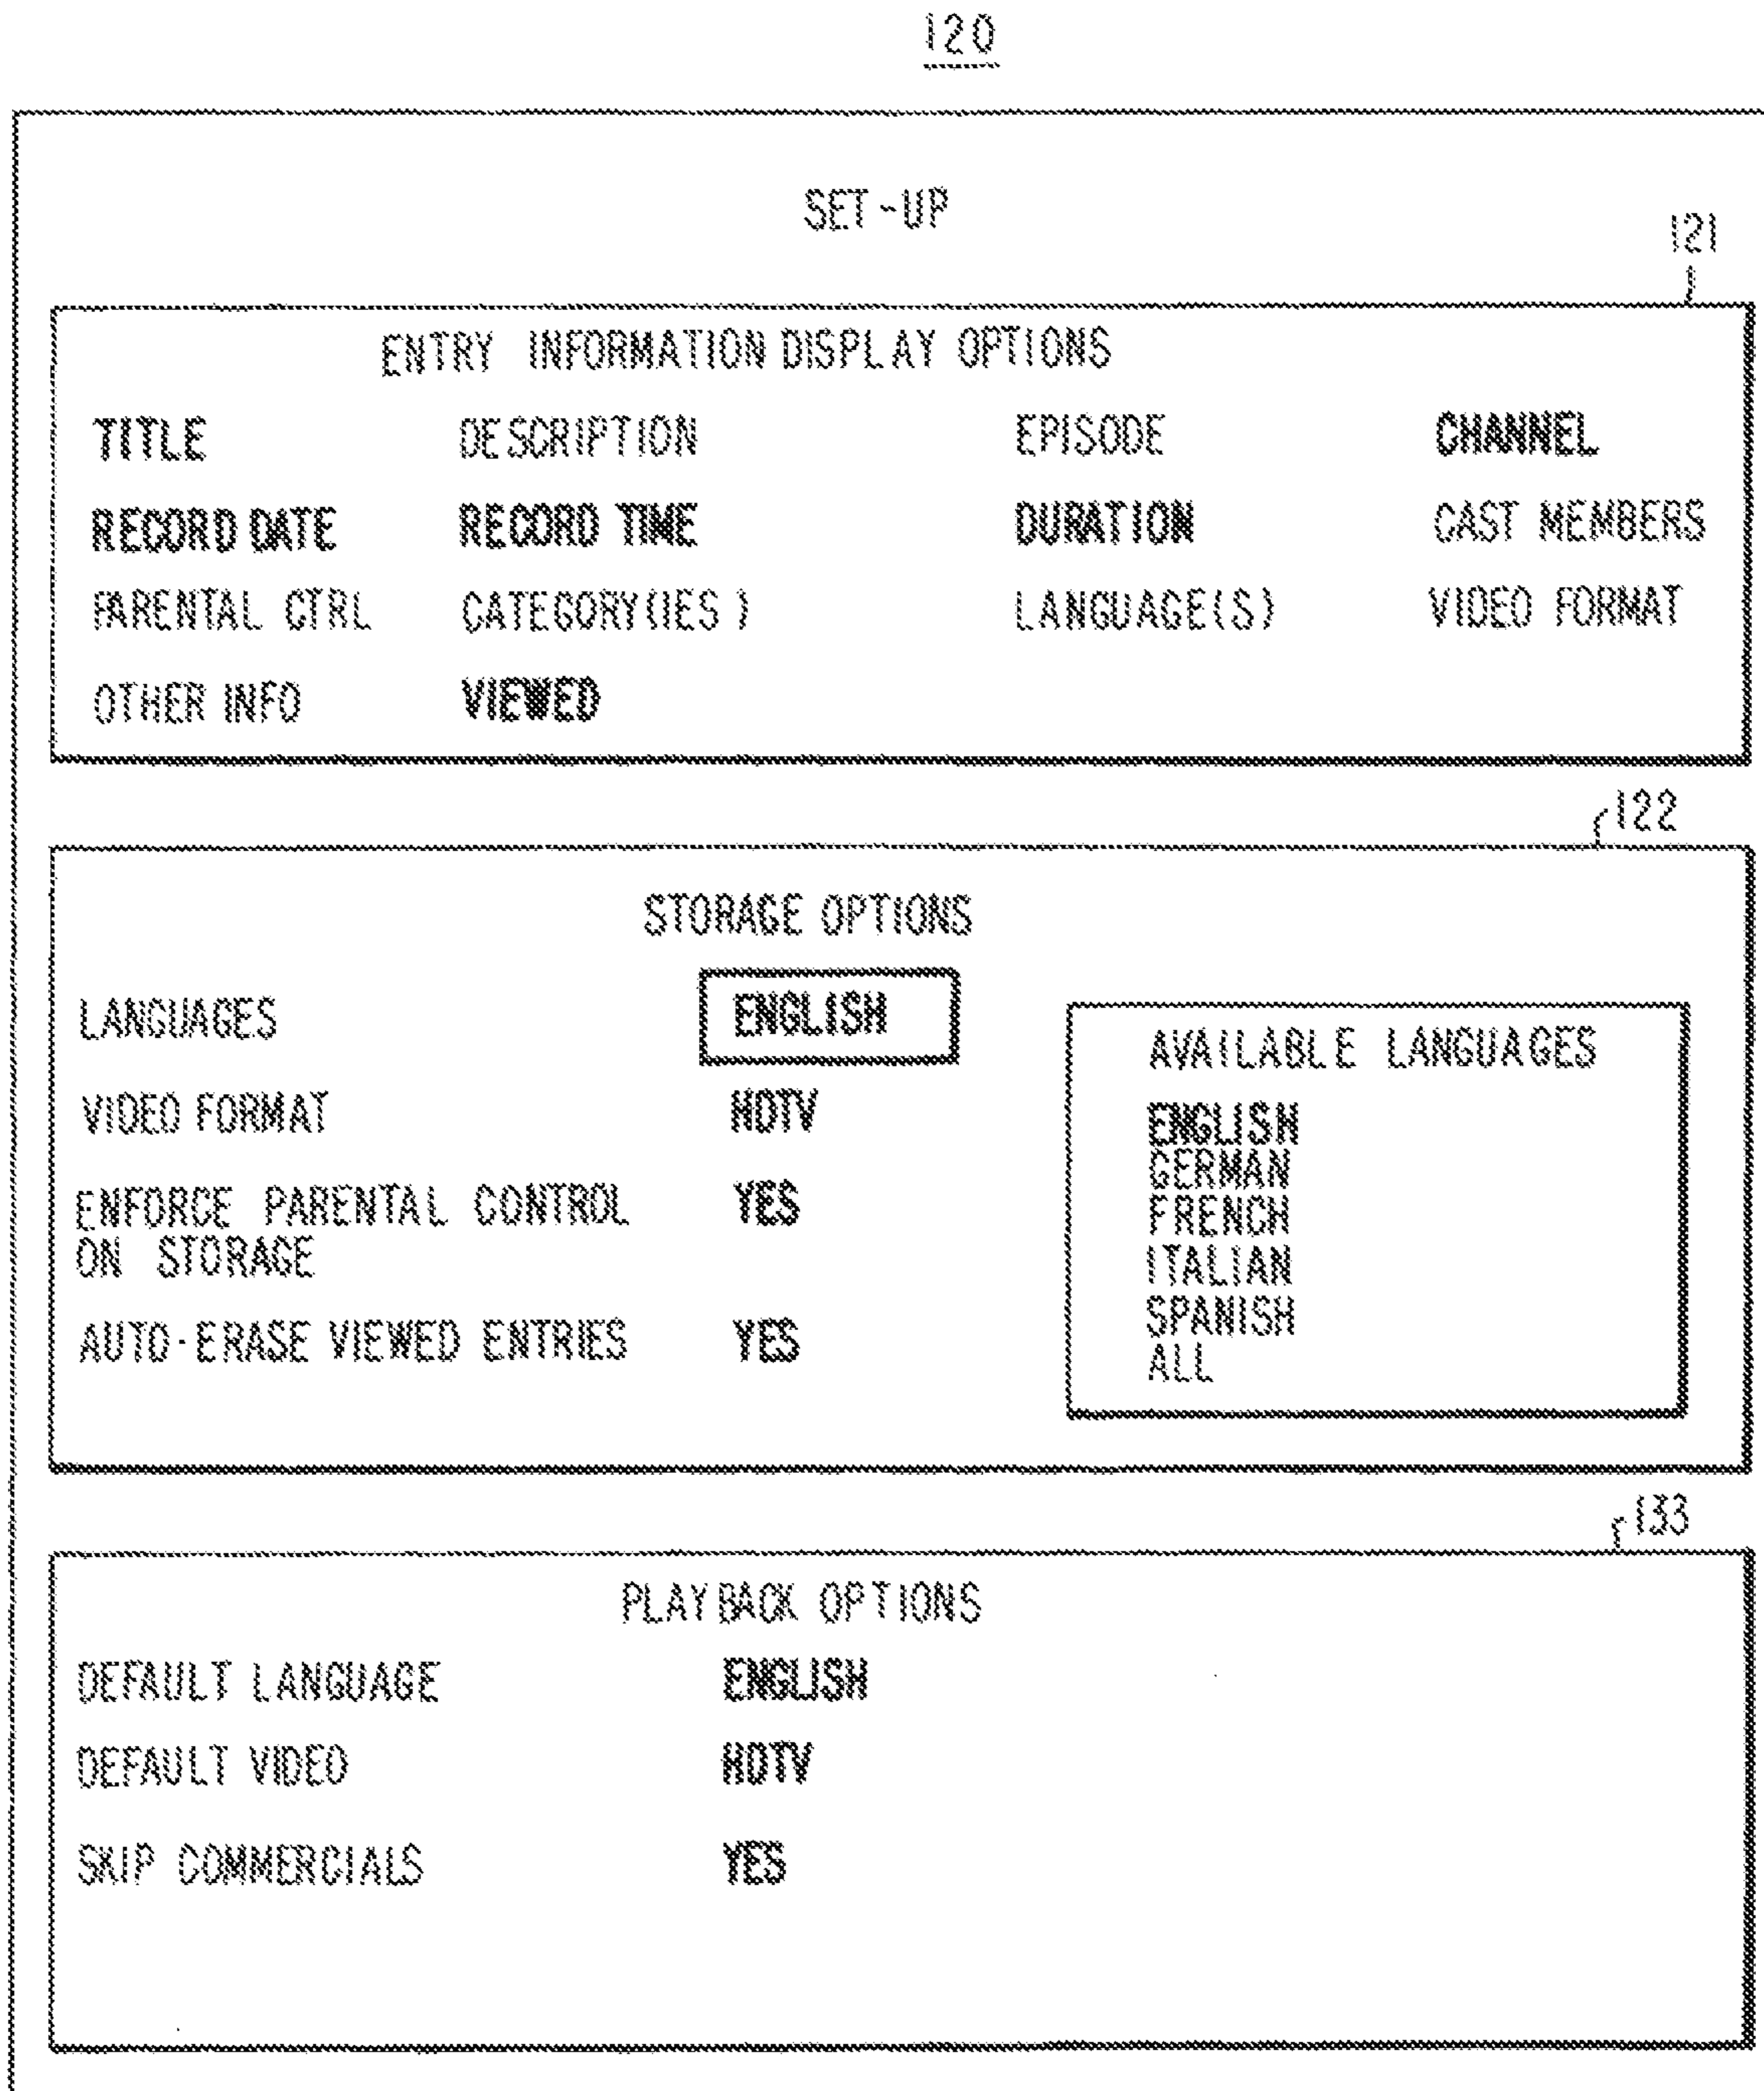 120
SET-UP
121
ENTRY INFORMATION DISPLAY OPTIONS
TITLE DESCRIPTION EPISODE CHANNEL
RECORD DATE RECORD TIME DURATION CAST MEMBERS
PARENTAL CTRL CATEGORY(IES) LANGUAGE(S) VIDEO FORMAT
OTHER INFO VIEWED
122
STORAGE OPTIONS
LANGUAGES ENGLISH
VIDEO FORMAT HDTV
ENFORCE PARENTAL CONTROL YES
ON STORAGE
AUTO-ERASE VIEWED ENTRIES YES
AVAILABLE LANGUAGES
ENGLISH
GERMAN
FRENCH
ITALIAN
SPANISH
ALL
133
PLAYBACK OPTIONS
DEFAULT LANGUAGE ENGLISH
DEFAULT VIDEO HDTV
SKIP COMMERCIALS YES